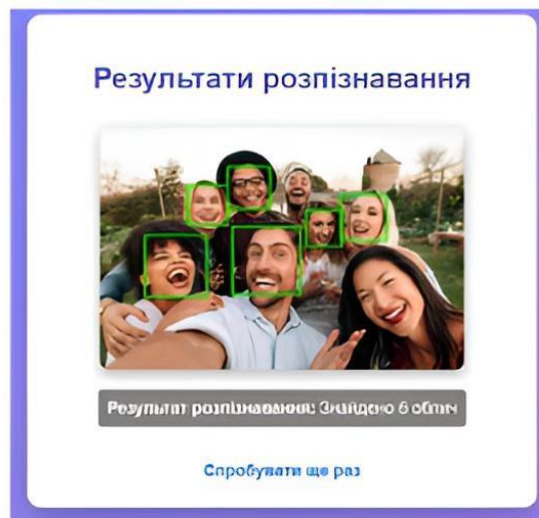 Результати розпізнавання
Результат розпізнавання: Знайдено 6 облич
Спробувати ще раз